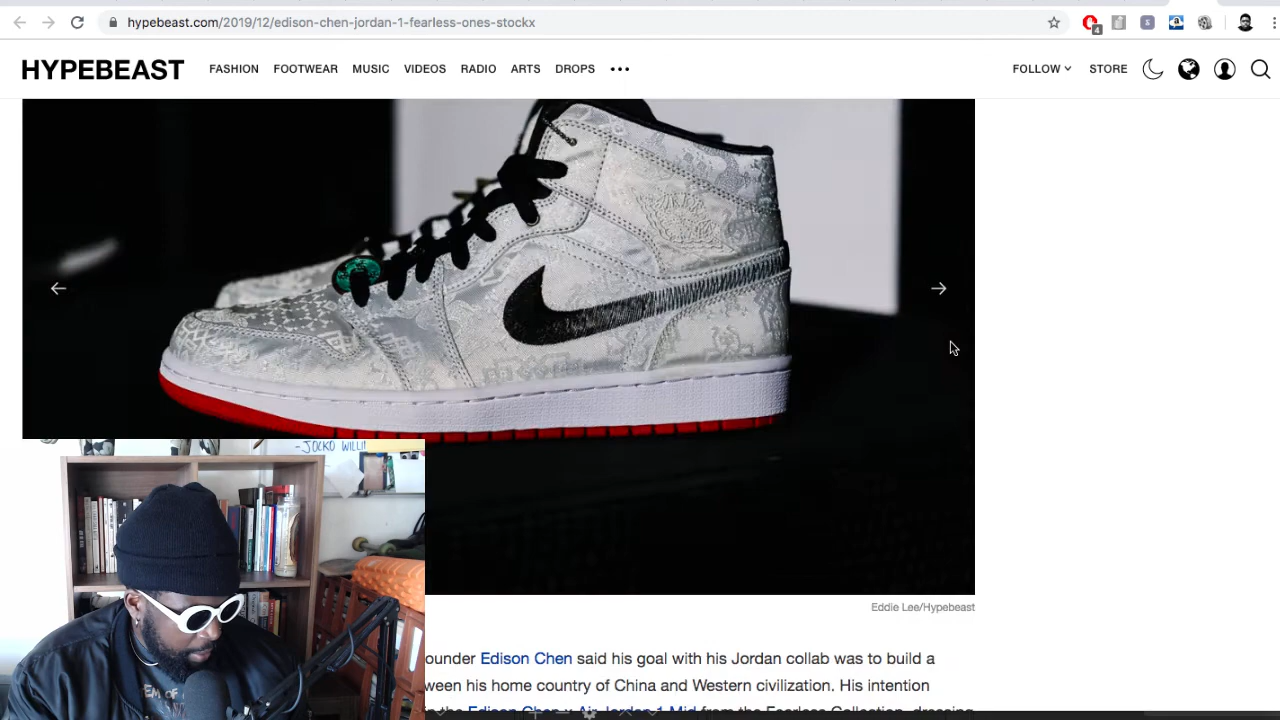 hypebeast.com/2019/12/edison-chen-jordan-1-fearless-ones-stockx
4
HYPEBEAST FASHION FOOTWEAR MUSIC VIDEOS RADIO ARTS DROPS ••• FOLLOW STORE
-JOCKO WILLI
Eddie Lee/Hypebeast
ounder Edison Chen said his goal with his Jordan collab was to build a
ween his home country of China and Western civilization. His intention
the Edison Chen x Air Jordan 1 Mid from the Fearless Collection, dressing